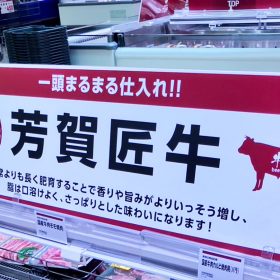 TOP
一頭まるまる仕入れ!!
芳賀匠牛
常よりも長く肥育することで香りや旨みがよりいっそう増し、
脂は口溶けよく、さっぱりとした味わいになります!
牛
bee